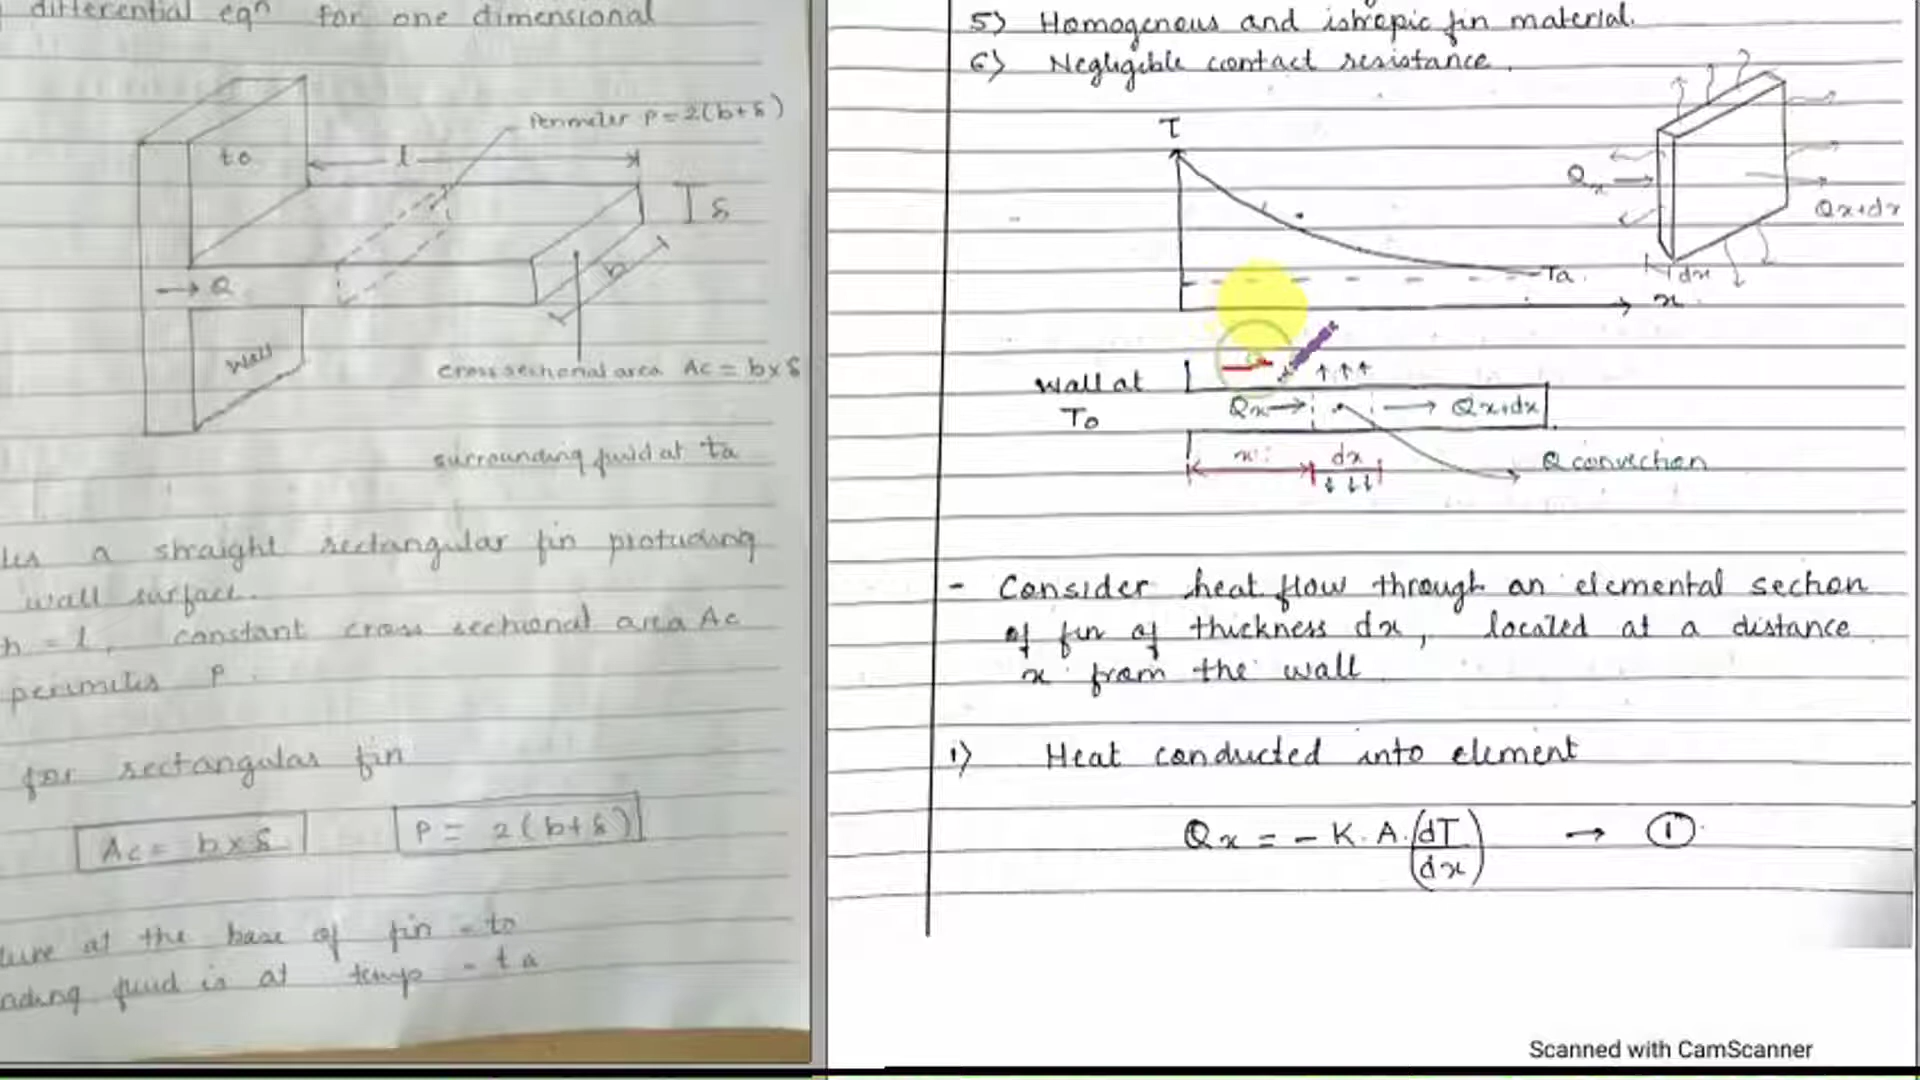 differential eqn for one dimensional
Perimeter P = 2(b+δ)
to
l
δ
b
→ Q
Wall
cross sectional area Ac = b×δ
surrounding fluid at ta
a straight rectangular fin protuding
wall surface.
h = l, constant cross sectional area Ac
P
for rectangular fin
Ac = b×δ
P = 2(b+δ)
at the base of fin - to
fluid is at temp - ta
5) Homogenous and fin material.
6) Negligible contact resistance.
T
Ta
x
Qx
Qx+dx
dx
Wall at
To
Qx → → Qx+dx
x dx
Q convection
- Consider heat flow through an elemental section
of fin of thickness dx, located at a distance
x from the wall
1) Heat conducted into element
Qx = - K. A. (dT/dx) → ①
Scanned with CamScanner